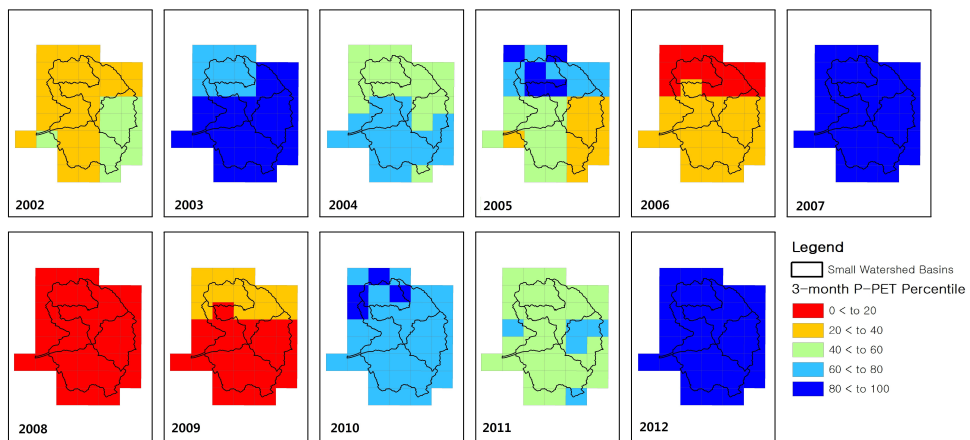 2002
2003
2004
2005
2006
2007
2008
2009
2010
2011
2012
Legend
Small Watershed Basins
3-month P-PET Percentile
0 < to 20
20 < to 40
40 < to 60
60 < to 80
80 < to 100